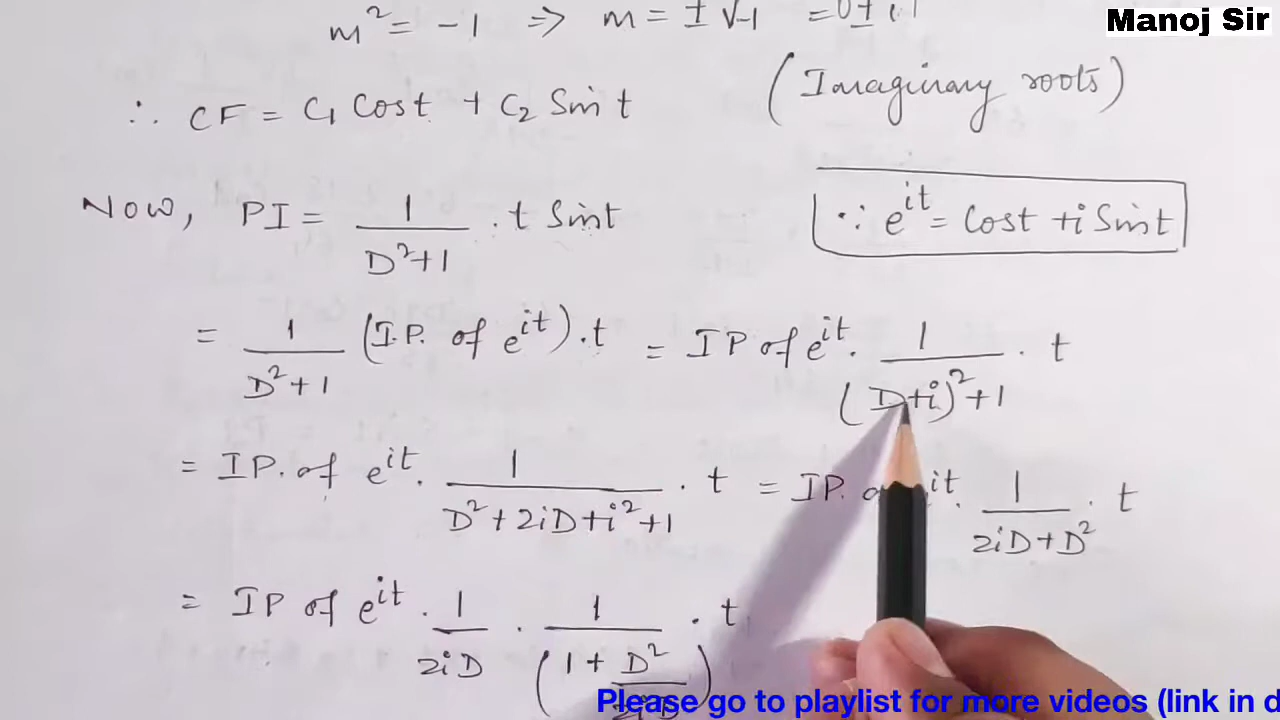 m² = -1 ⇒ m = ± √-1 = 0 ± i.1
Manoj Sir
∴ CF = C₁ Cost + C₂ Sint (Imaginary roots)
Now, PI = 1/(D²+1) . t Sint
∵ e^{it} = Cost + i Sint
= 1/(D²+1) (I.P. of e^{it}) . t = IP of e^{it} . 1/((D+i)²+1) . t
= IP. of e^{it} . 1/(D²+2iD+i²+1) . t = IP. it . 1/(2iD+D²) . t
= IP of e^{it} . 1/(2iD) . 1/(1 + D²/) . t
Please go to playlist for more videos (link in d